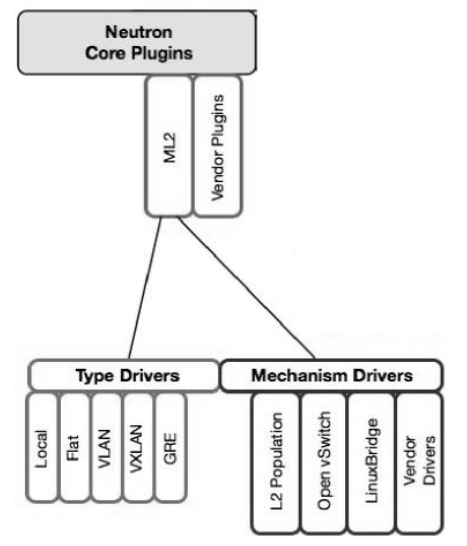 Neutron
Core Plugins
ML2
Vendor Plugins
Type Drivers
Mechanism Drivers
Local
Flat
VLAN
VXLAN
GRE
L2 Population
Open vSwitch
LinuxBridge
Vendor
Drivers